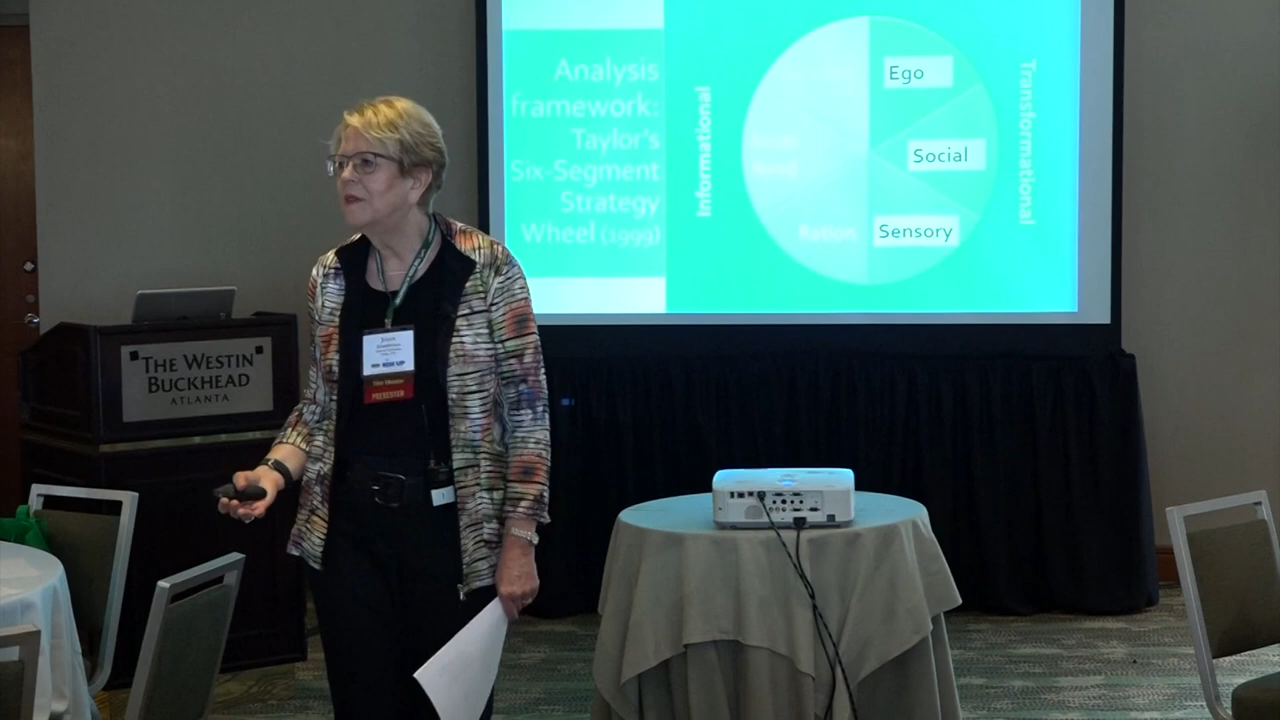 Analysis
framework:
Taylor's
Six-Segment
Strategy
Wheel (1999)
Informational
Ego
Social
Sensory
Ration
Transformational
THE WESTIN
BUCKHEAD
ATLANTA
PRESENTER